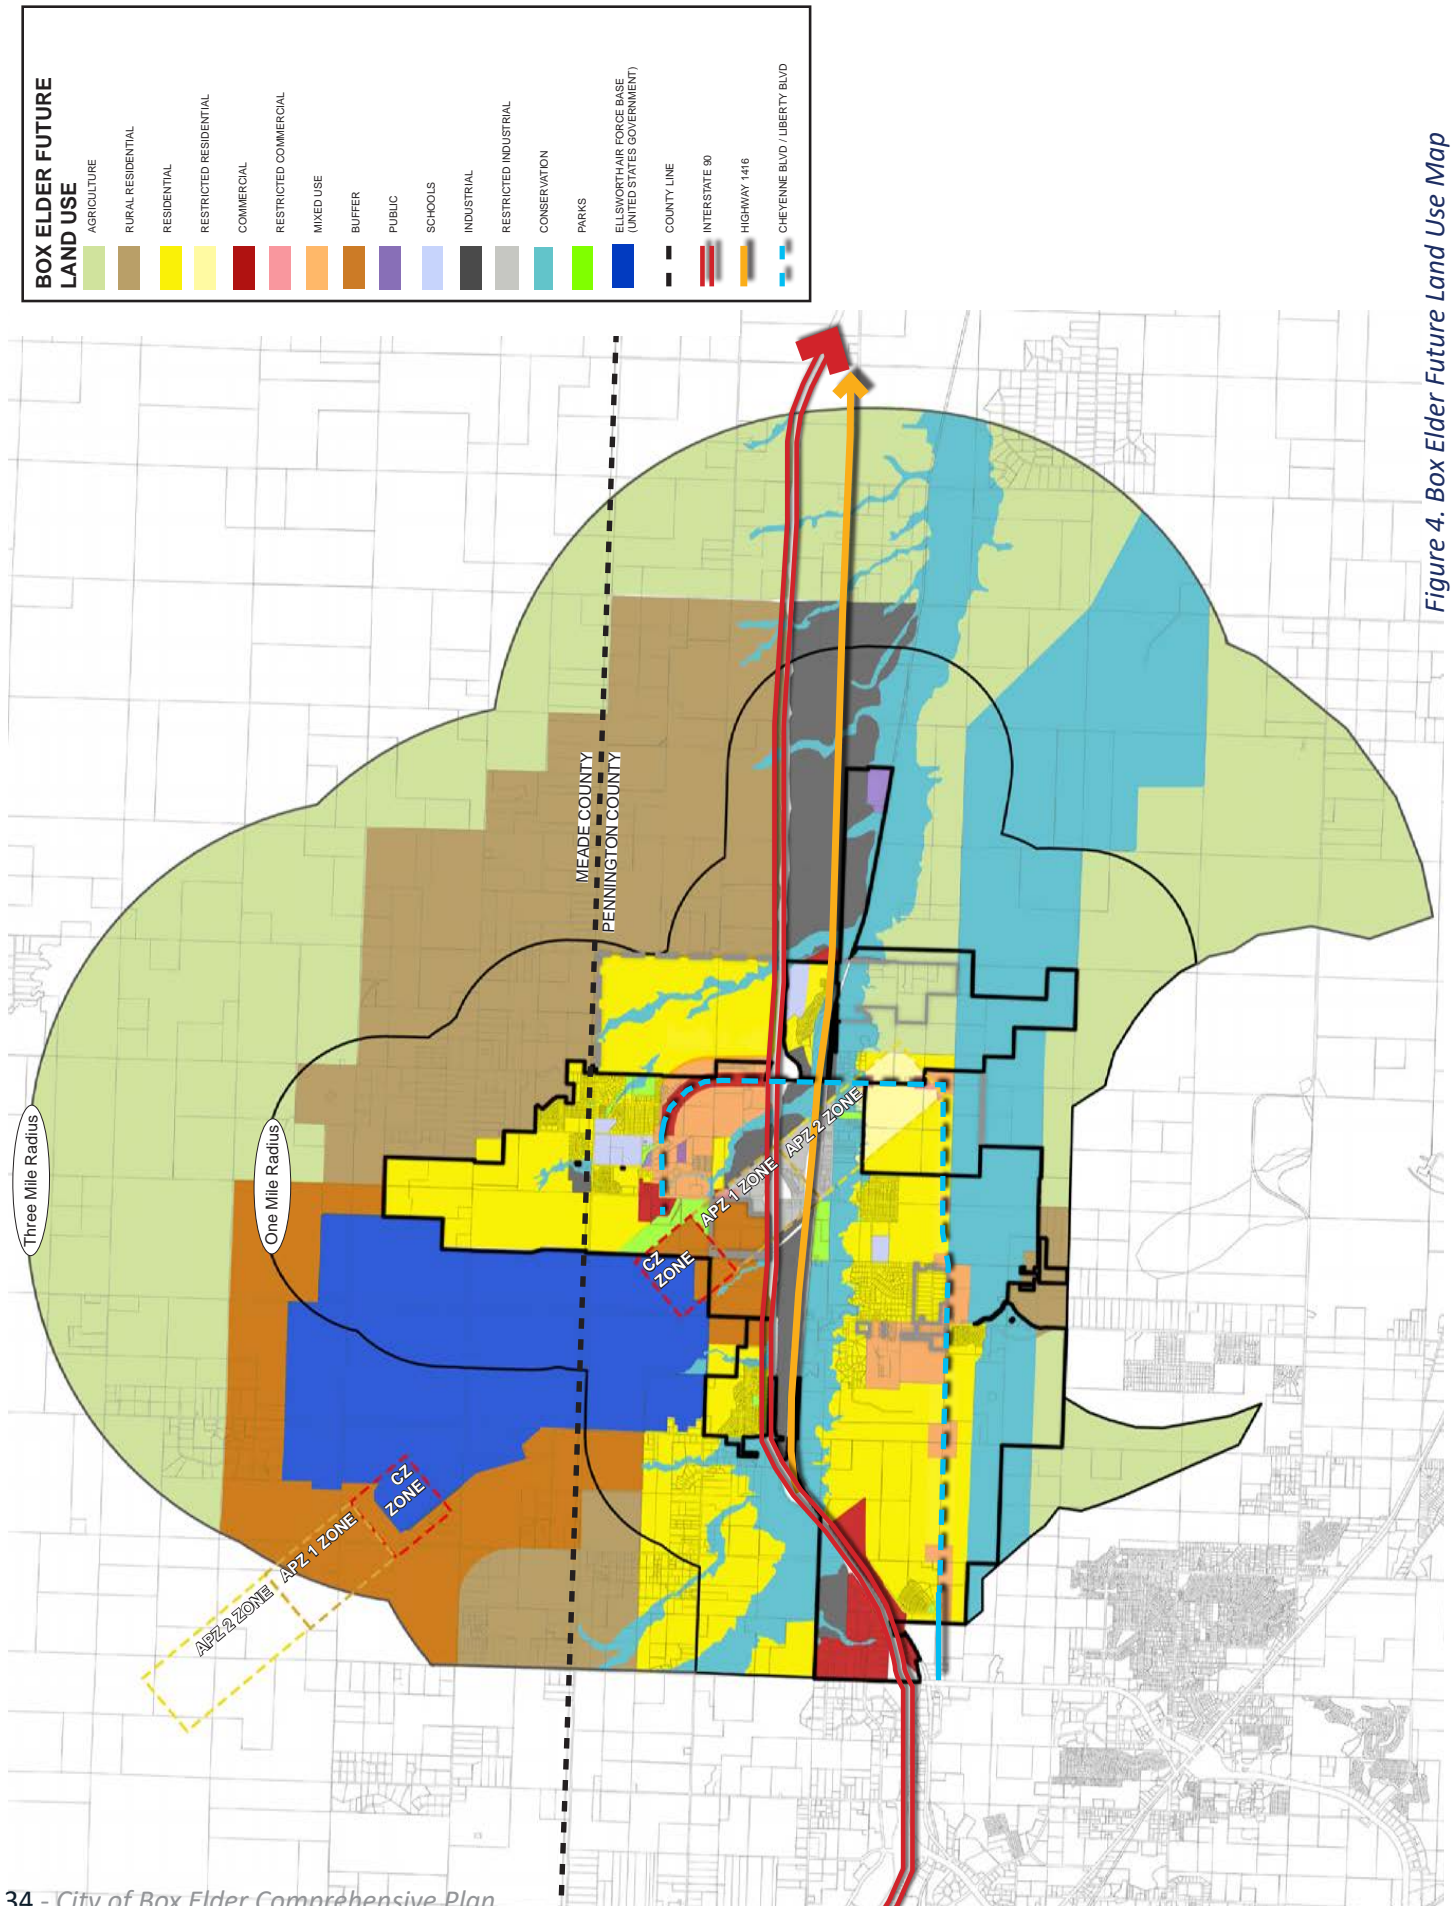 BOX ELDER FUTURE
LAND USE
AGRICULTURE
RURAL RESIDENTIAL
RESIDENTIAL
RESTRICTED RESIDENTIAL
COMMERCIAL
RESTRICTED COMMERCIAL
MIXED USE
BUFFER
PUBLIC
SCHOOLS
INDUSTRIAL
RESTRICTED INDUSTRIAL
CONSERVATION
PARKS
ELLSWORTH AIR FORCE BASE
(UNITED STATES GOVERNMENT)
COUNTY LINE
INTERSTATE 90
HIGHWAY 1416
CHEYENNE BLVD / LIBERTY BLVD
Three Mile Radius
One Mile Radius
MEADE COUNTY
PENNINGTON COUNTY
CZ
ZONE
APZ 1 ZONE
APZ 2 ZONE
CZ
ZONE
APZ 1 ZONE
APZ 2 ZONE
Figure 4. Box Elder Future Land Use Map
34 - City of Box Elder Comprehensive Plan